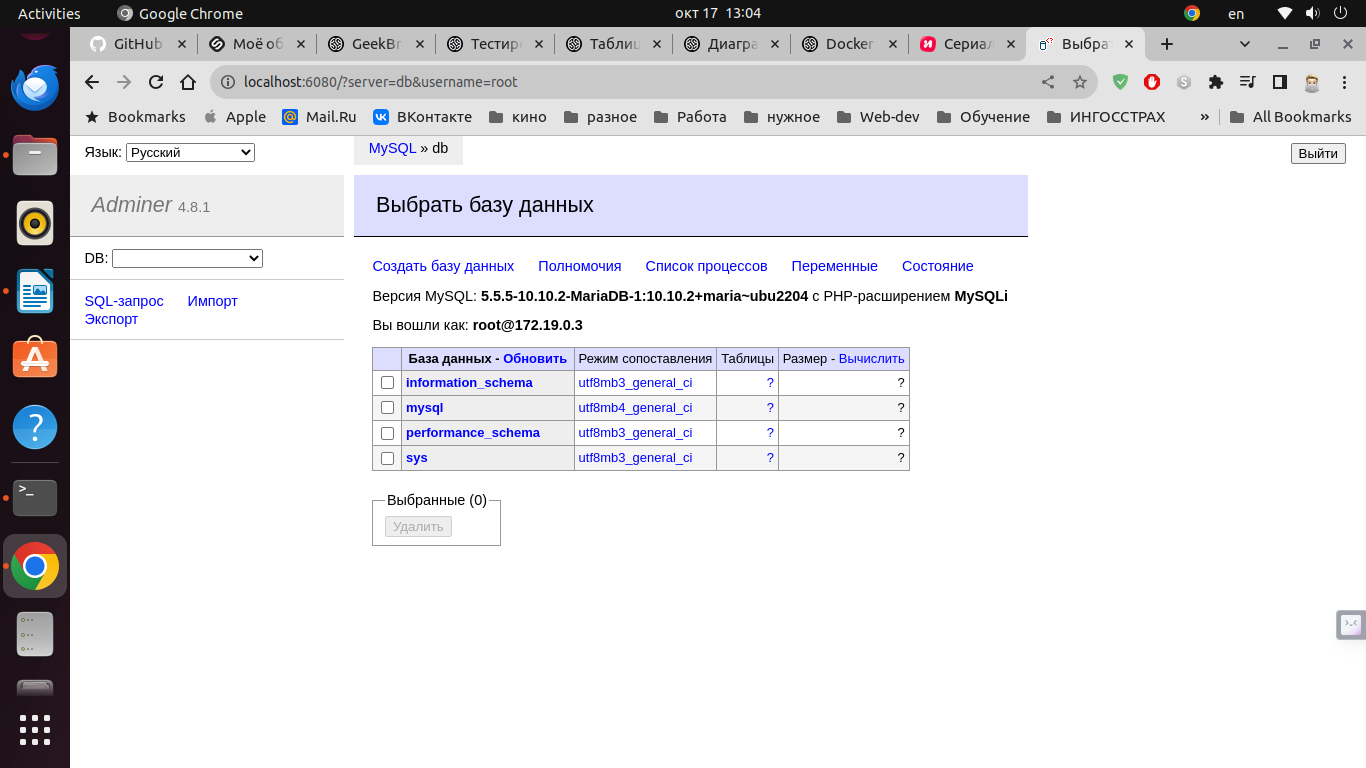 Activities Google Chrome окт 17 13:04 en
GitHub Моё об GeekBr Тестиро Таблиц Диагра Docker Сериал Выбрат
localhost:6080/?server=db&username=root
Bookmarks Apple Mail.Ru ВКонтакте кино разное Работа нужное Web-dev Обучение ИНГОССТРАХ » All Bookmarks
Язык: Русский MySQL » db Выйти
Adminer 4.8.1 Выбрать базу данных
DB:
Создать базу данных Полномочия Список процессов Переменные Состояние
SQL-запрос Импорт
Экспорт
Версия MySQL: 5.5.5-10.10.2-MariaDB-1:10.10.2+maria~ubu2204 с PHP-расширением MySQLi
Вы вошли как: root@172.19.0.3
База данных - Обновить Режим сопоставления Таблицы Размер - Вычислить
information_schema utf8mb3_general_ci ? ?
mysql utf8mb4_general_ci ? ?
performance_schema utf8mb3_general_ci ? ?
sys utf8mb3_general_ci ? ?
Выбранные (0)
Удалить